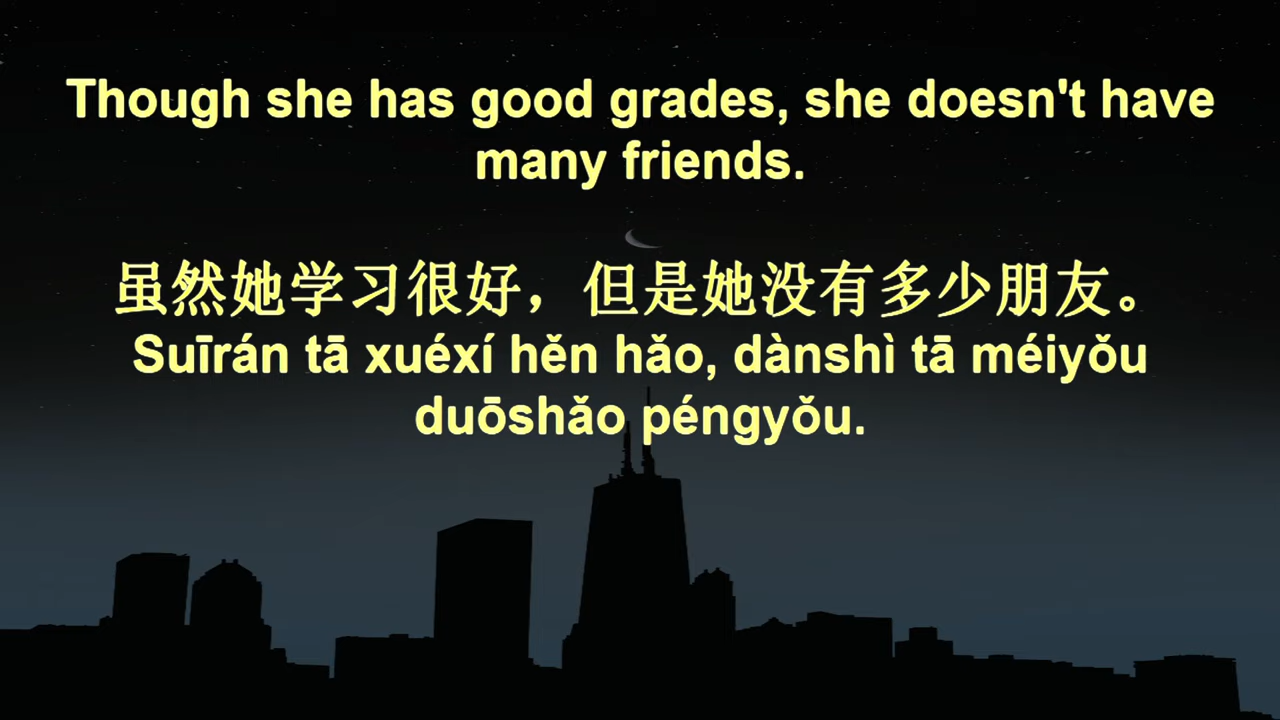 Though she has good grades, she doesn't have
many friends.
虽然她学习很好，但是她没有多少朋友。
Suīrán tā xuéxí hěn hǎo, dànshì tā méiyǒu
duōshǎo péngyǒu.